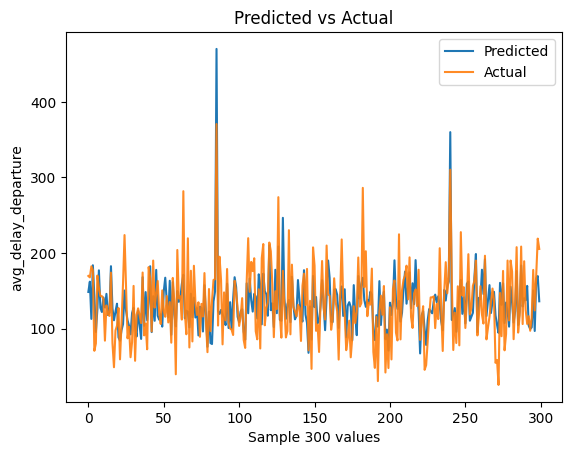 Predicted vs Actual
Predicted
Actual
avg_delay_departure
400
300
200
100
0
50
100
150
200
250
300
Sample 300 values